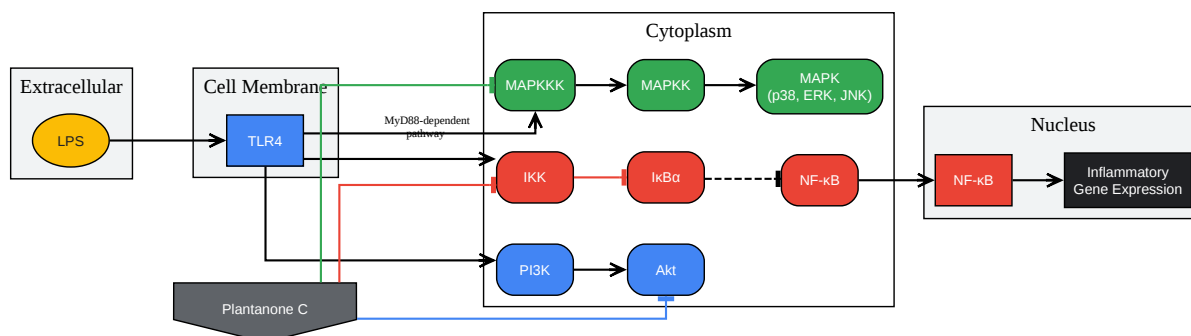 Cytoplasm
Extracellular
Cell Membrane
MAPKKK
MAPKK
MAPK
(p38, ERK, JNK)
MyD88-dependent
pathway
LPS
TLR4
Nucleus
IKK
IκBα
NF-κB
NF-κB
Inflammatory
Gene Expression
PI3K
Akt
Plantanone C